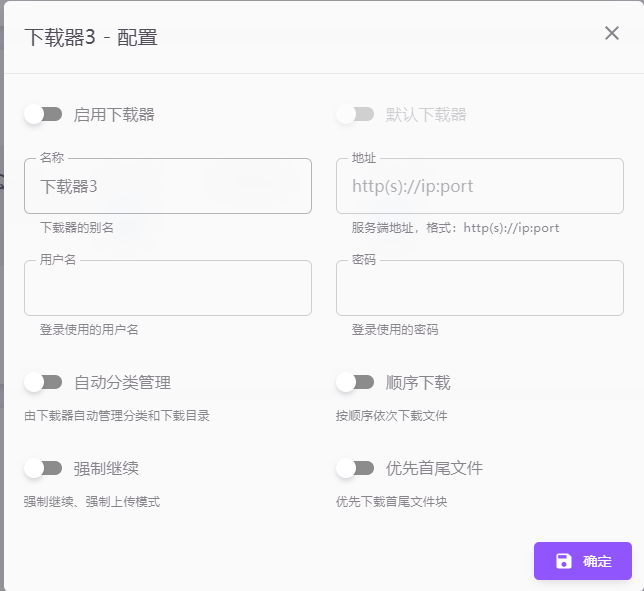 下载器3 - 配置
启用下载器
默认下载器
名称
下载器3
下载器的别名
地址
http(s)://ip:port
服务端地址，格式：http(s)://ip:port
用户名
登录使用的用户名
密码
登录使用的密码
自动分类管理
由下载器自动管理分类和下载目录
顺序下载
按顺序依次下载文件
强制继续
强制继续、强制上传模式
优先首尾文件
优先下载首尾文件块
确定